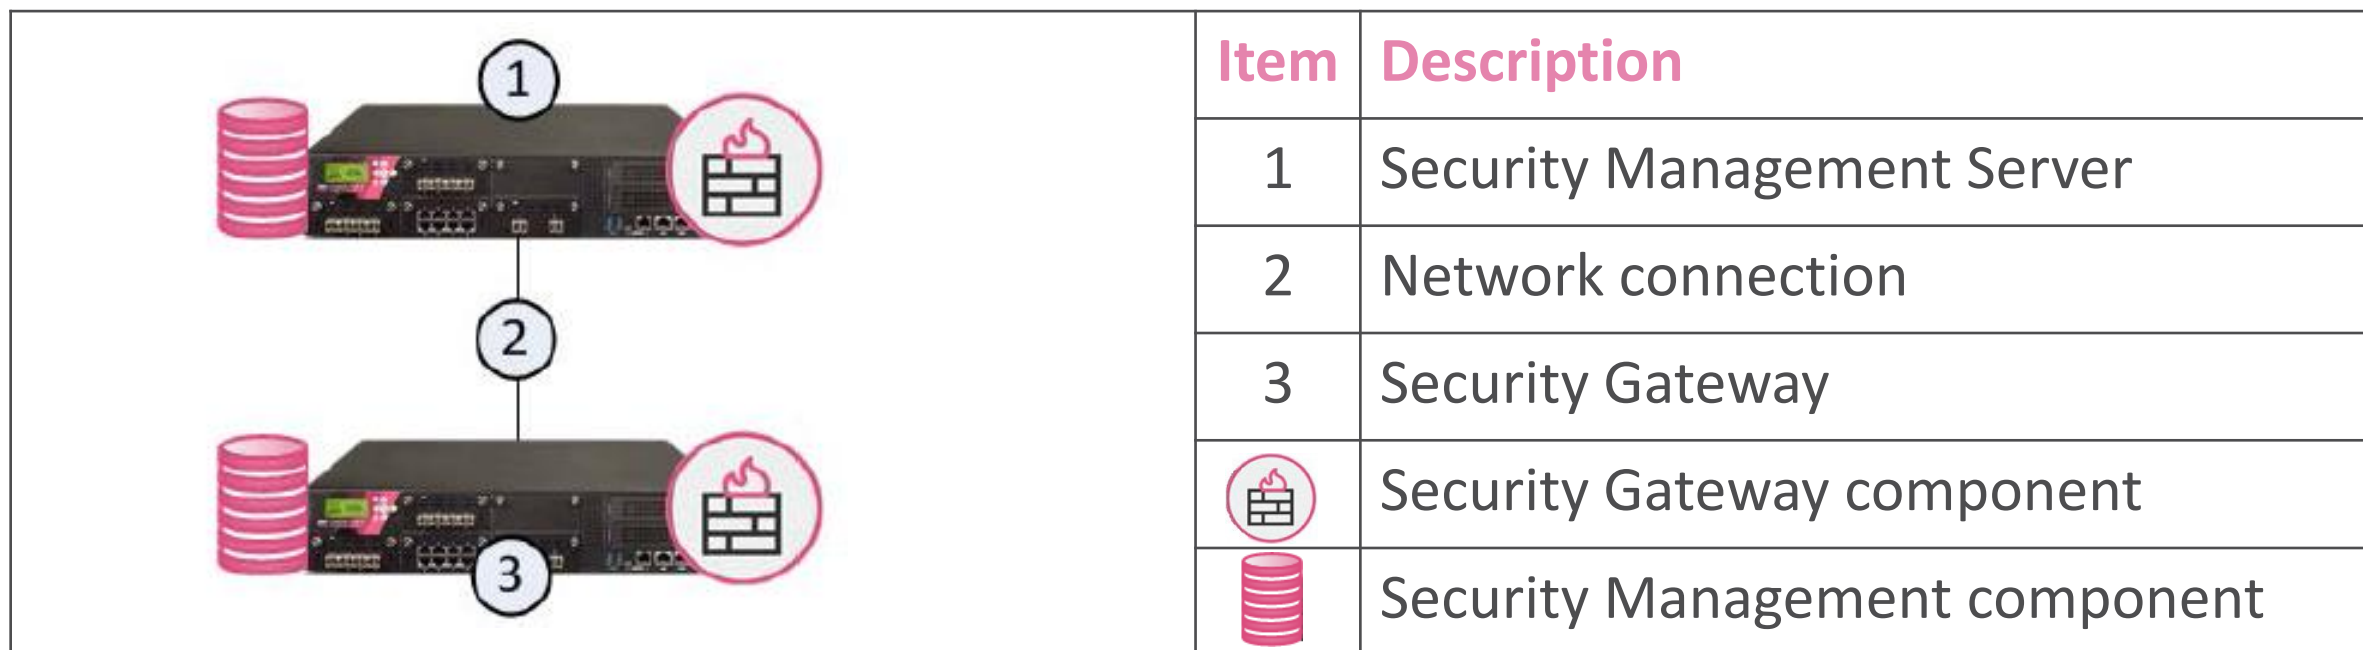 1
2
3
Item Description
1 Security Management Server
2 Network connection
3 Security Gateway
Security Gateway component
Security Management component